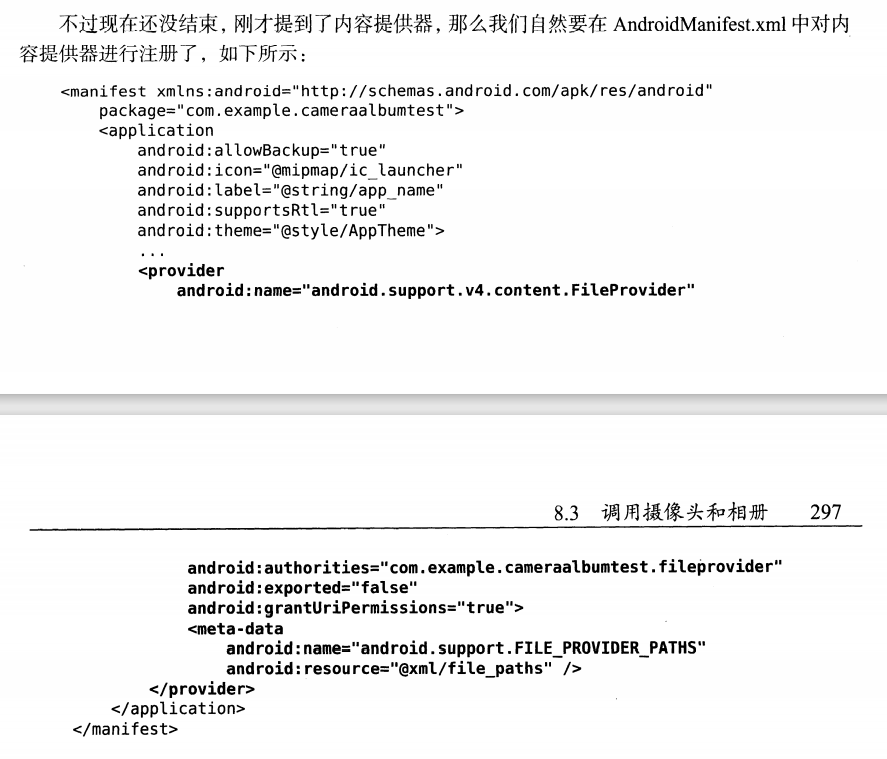 不过现在还没结束，刚才提到了内容提供器，那么我们自然要在 AndroidManifest.xml 中对内
容提供器进行注册了，如下所示：
<manifest xmlns:android="http://schemas.android.com/apk/res/android"
    package="com.example.cameraalbumtest">
    <application
        android:allowBackup="true"
        android:icon="@mipmap/ic_launcher"
        android:label="@string/app_name"
        android:supportsRtl="true"
        android:theme="@style/AppTheme">
        ...
        <provider
            android:name="android.support.v4.content.FileProvider"
8.3 调用摄像头和相册 297
            android:authorities="com.example.cameraalbumtest.fileprovider"
            android:exported="false"
            android:grantUriPermissions="true">
            <meta-data
                android:name="android.support.FILE_PROVIDER_PATHS"
                android:resource="@xml/file_paths" />
        </provider>
    </application>
</manifest>